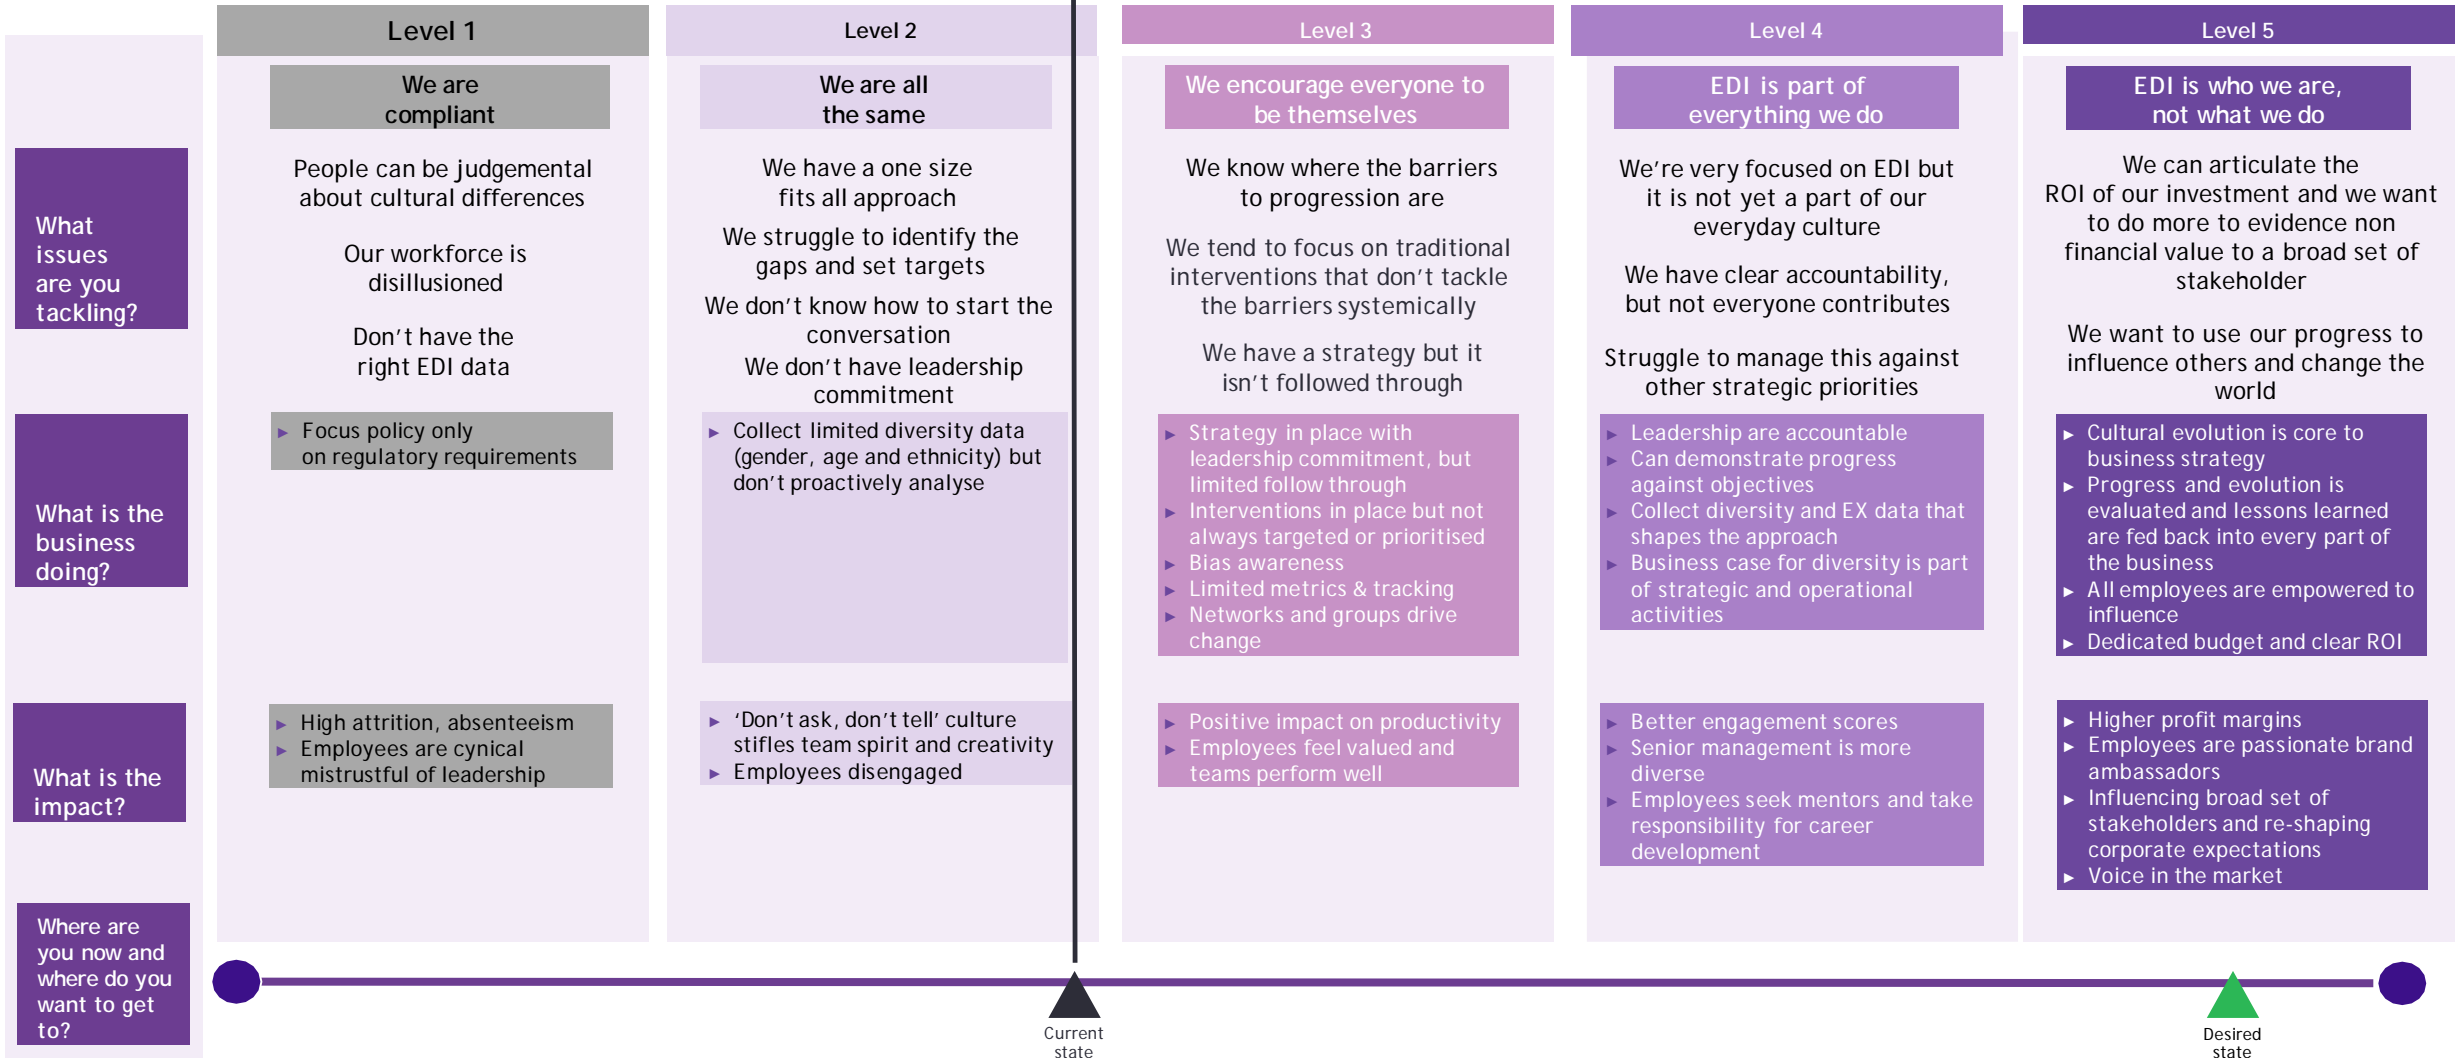 Level 1
Level 2
Level 3
Level 4
Level 5
We are
compliant
We are all
the same
We encourage everyone to
be themselves
EDI is part of
everything we do
EDI is who we are,
not what we do
What
issues
are you
tackling?
People can be judgemental
about cultural differences
Our workforce is
disillusioned
Don't have the
right EDI data
We have a one size
fits all approach
We struggle to identify the
gaps and set targets
We don't know how to start the
conversation
We don't have leadership
commitment
We know where the barriers
to progression are
We tend to focus on traditional
interventions that don't tackle
the barriers systemically
We have a strategy but it
isn't followed through
We're very focused on EDI but
it is not yet a part of our
everyday culture
We have clear accountability,
but not everyone contributes
Struggle to manage this against
other strategic priorities
We can articulate the
ROI of our investment and we want
to do more to evidence non
financial value to a broad set of
stakeholder
We want to use our progress to
influence others and change the
world
What is the
business
doing?
► Focus policy only
on regulatory requirements
► Collect limited diversity data
(gender, age and ethnicity) but
don't proactively analyse
► Strategy in place with
leadership commitment, but
limited follow through
► Interventions in place but not
always targeted or prioritised
► Bias awareness
► Limited metrics & tracking
► Networks and groups drive
change
► Leadership are accountable
► Can demonstrate progress
against objectives
► Collect diversity and EX data that
shapes the approach
► Business case for diversity is part
of strategic and operational
activities
► Cultural evolution is core to
business strategy
► Progress and evolution is
evaluated and lessons learned
are fed back into every part of
the business
► All employees are empowered to
influence
► Dedicated budget and clear ROI
What is the
impact?
► High attrition, absenteeism
► Employees are cynical
mistrustful of leadership
► 'Don't ask, don't tell' culture
stifles team spirit and creativity
► Employees disengaged
► Positive impact on productivity
► Employees feel valued and
teams perform well
► Better engagement scores
► Senior management is more
diverse
► Employees seek mentors and take
responsibility for career
development
► Higher profit margins
► Employees are passionate brand
ambassadors
► Influencing broad set of
stakeholders and re-shaping
corporate expectations
► Voice in the market
Where are
you now and
where do you
want to get
to?
Current
state
Desired
state